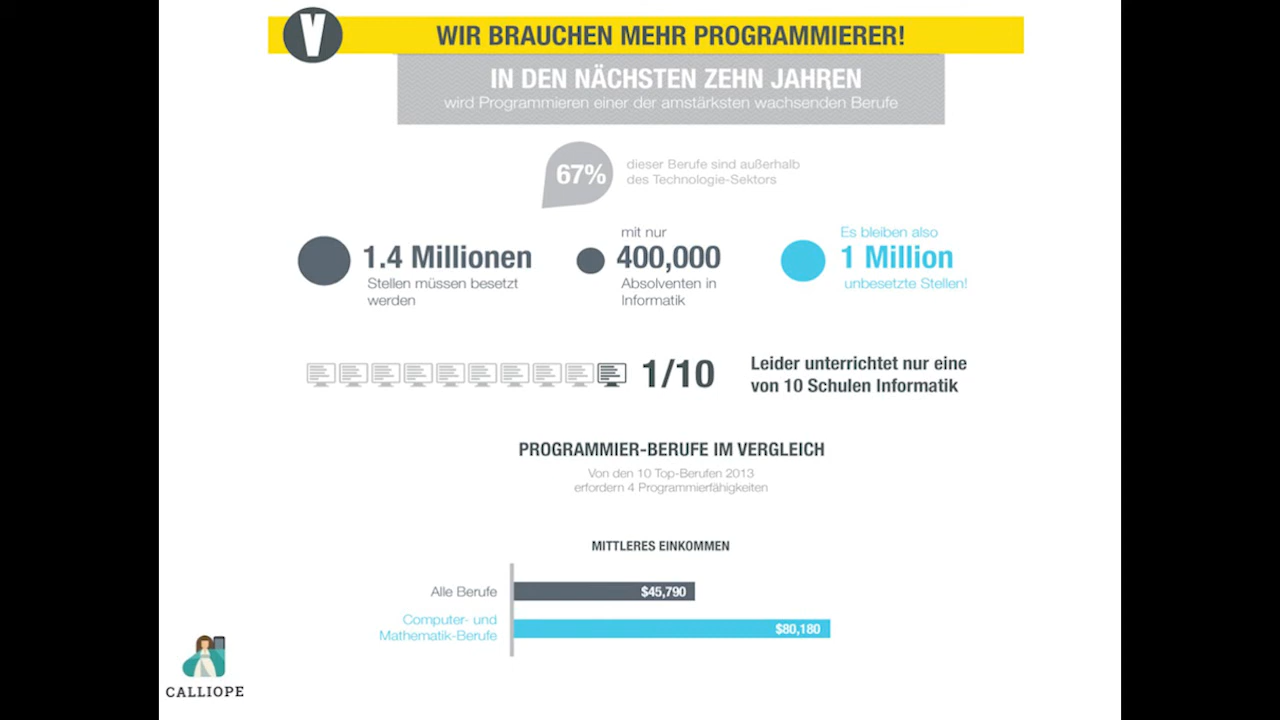 V
WIR BRAUCHEN MEHR PROGRAMMIERER!
IN DEN NÄCHSTEN ZEHN JAHREN
wird Programmieren einer der amstärksten wachsenden Berufe
67%
dieser Berufe sind außerhalb
des Technologie-Sektors
1.4 Millionen
Stellen müssen besetzt
werden
mit nur
400,000
Absolventen in
Informatik
Es bleiben also
1 Million
unbesetzte Stellen!
1/10
Leider unterrichtet nur eine
von 10 Schulen Informatik
PROGRAMMIER-BERUFE IM VERGLEICH
Von den 10 Top-Berufen 2013
erfordern 4 Programmierfähigkeiten
MITTLERES EINKOMMEN
Alle Berufe
$45,790
Computer- und
Mathematik-Berufe
$80,180
CALLIOPE